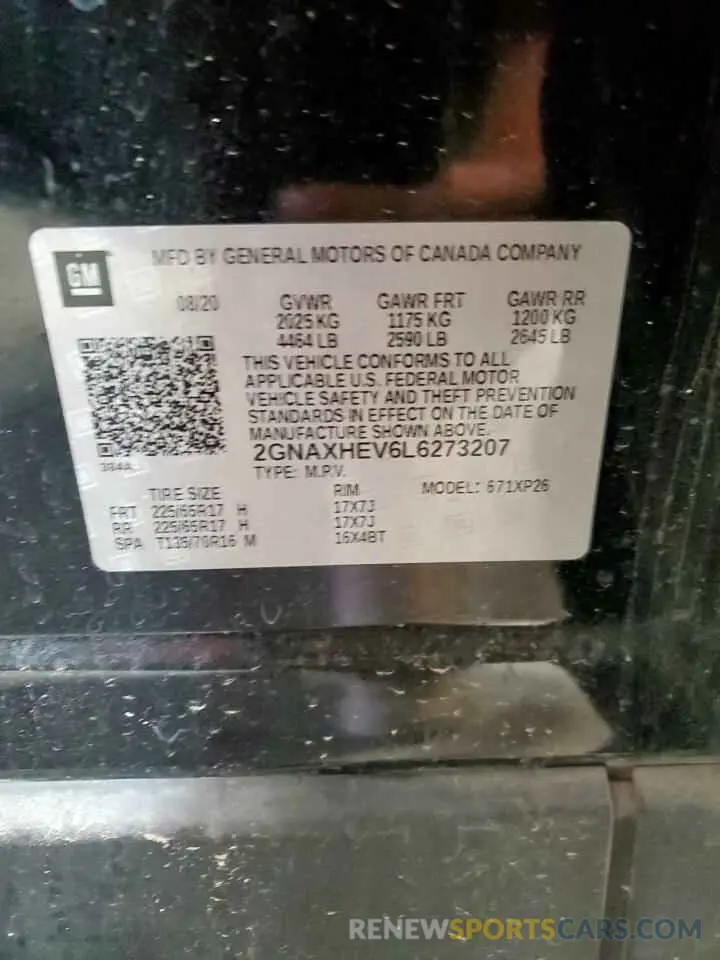 GM
MFD BY GENERAL MOTORS OF CANADA COMPANY
08/20 GVWR GAWR FRT GAWR RR
2025 KG 1175 KG 1200 KG
4464 LB 2590 LB 2645 LB
THIS VEHICLE CONFORMS TO ALL
APPLICABLE U.S. FEDERAL MOTOR
VEHICLE SAFETY AND THEFT PREVENTION
STANDARDS IN EFFECT ON THE DATE OF
MANUFACTURE SHOWN ABOVE.
2GNAXHEV6L6273207
384A
TYPE: M.P.V.
TIRE SIZE RIM MODEL: 671XP26
FRT 225/65R17 H 17X7J
RR 225/65R17 H 17X7J
SPA T135/70R16 M 16X4BT
RENEWSPORTSCARS.COM